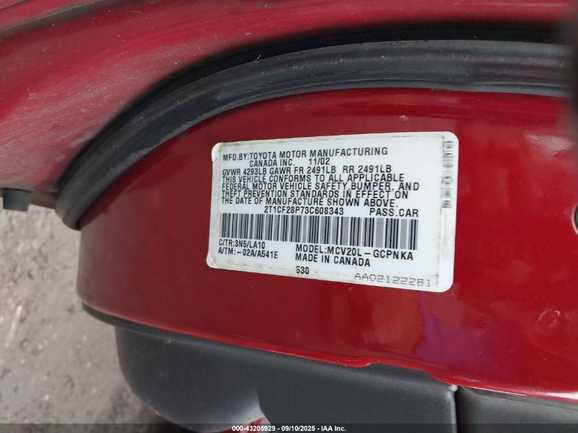 MFD.BY:TOYOTA MOTOR MANUFACTURING
CANADA INC. 11/02
GVWR 4293LB GAWR FR 2491LB RR 2491LB
THIS VEHICLE CONFORMS TO ALL APPLICABLE
FEDERAL MOTOR VEHICLE SAFETY,BUMPER, AND
THEFT PREVENTION STANDARDS IN EFFECT ON
THE DATE OF MANUFACTURE SHOWN ABOVE.
2T1CF28P73C608343 PASS.CAR
C/TR:3N5/LA10 MODEL:MCV20L-GCPNKA
A/TM:-02A/A541E MADE IN CANADA
530 AA02122281
000-43205929 - 09/10/2025 - IAA Inc.